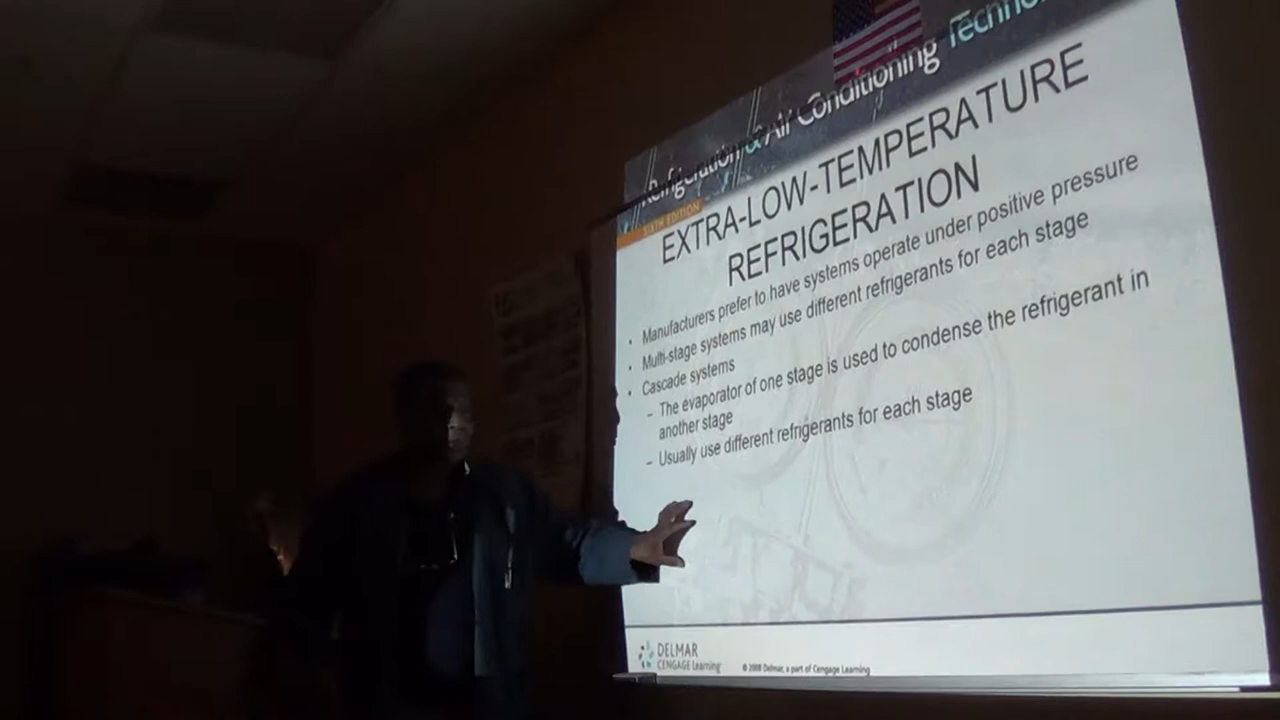 Refrigeration & Air Conditioning Techno
SIXTH EDITION
EXTRA-LOW-TEMPERATURE
REFRIGERATION
• Manufacturers prefer to have systems operate under positive pressure
• Multi-stage systems may use different refrigerants for each stage
• Cascade systems
– The evaporator of one stage is used to condense the refrigerant in
another stage
– Usually use different refrigerants for each stage
DELMAR
CENGAGE Learning
© 2008 Delmar, a part of Cengage Learning